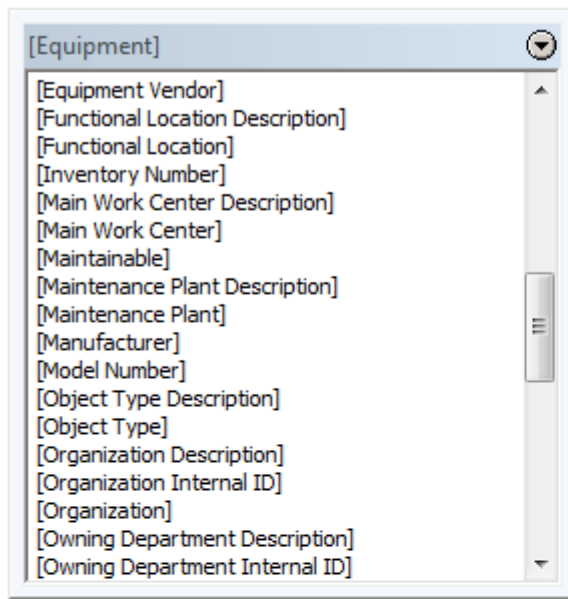 [Equipment]
[Equipment Vendor]
[Functional Location Description]
[Functional Location]
[Inventory Number]
[Main Work Center Description]
[Main Work Center]
[Maintainable]
[Maintenance Plant Description]
[Maintenance Plant]
[Manufacturer]
[Model Number]
[Object Type Description]
[Object Type]
[Organization Description]
[Organization Internal ID]
[Organization]
[Owning Department Description]
[Owning Department Internal ID]